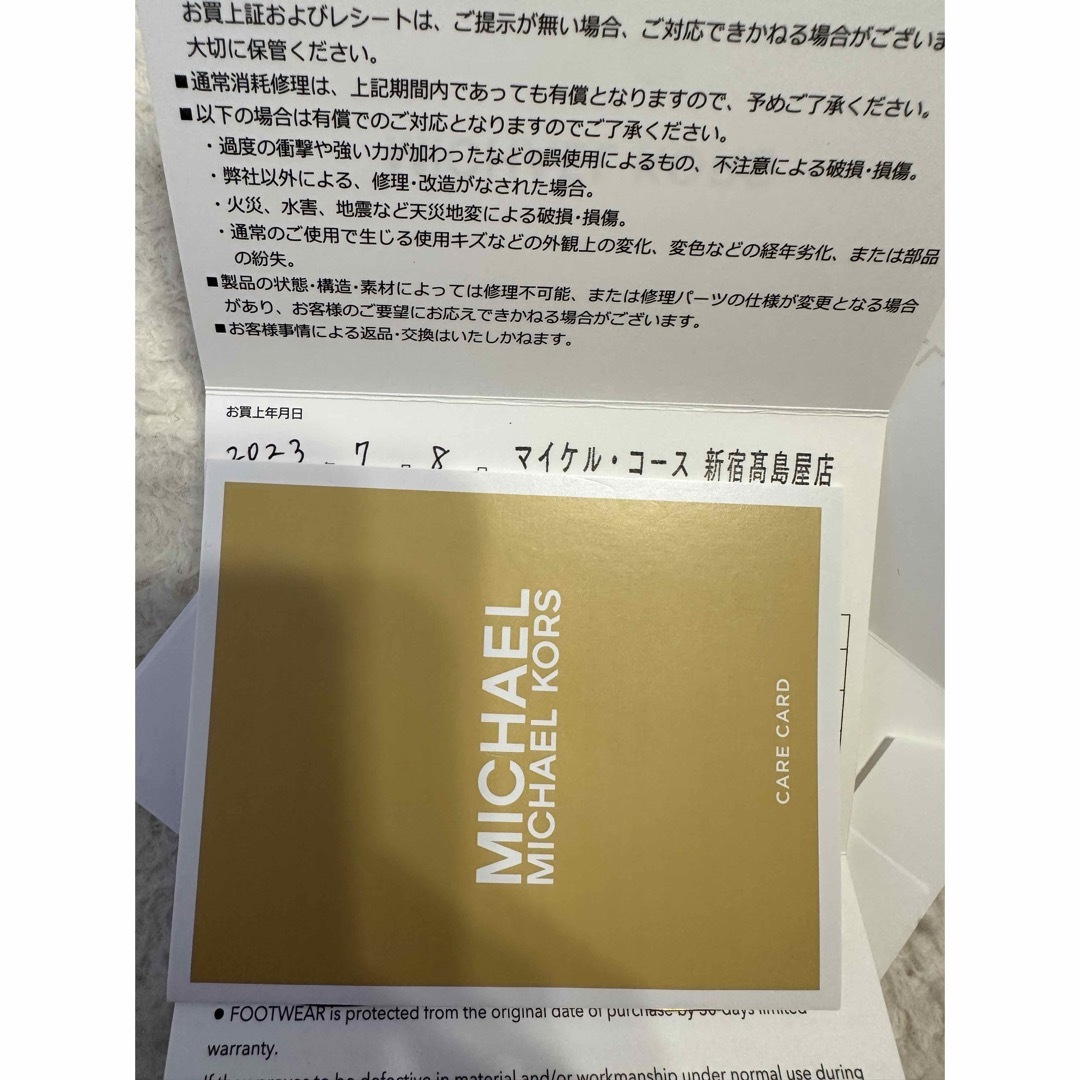 お買上証およびレシートは、ご提示が無い場合、ご対応できかねる場合がございま
大切に保管ください。
■通常消耗修理は、上記期間内であっても有償となりますので、予めご了承ください。
■以下の場合は有償でのご対応となりますのでご了承ください。
・過度の衝撃や強い力が加わったなどの誤使用によるもの、不注意による破損・損傷。
・弊社以外による、修理・改造がなされた場合。
・火災、水害、地震など天災地変による破損・損傷。
・通常のご使用で生じる使用キズなどの外観上の変化、変色などの経年劣化、または部品
の紛失。
■製品の状態・構造・素材によっては修理不可能、または修理パーツの仕様が変更となる場合
があり、お客様のご要望にお応えできかねる場合がございます。
■お客様事情による返品・交換はいたしかねます。
お買上年月日
2023 7 8 マイケル・コース 新宿髙島屋店
MICHAEL
MICHAEL KORS
CARE CARD
● FOOTWEAR is protected from the original date of purchase by 30-days limited
warranty.
If they prove to be defective in material and/or workmanship under normal use during